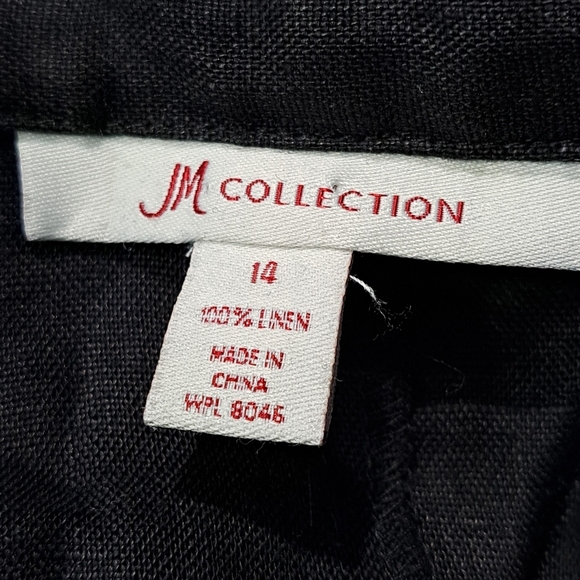 JM COLLECTION
14
100% LINEN
MADE IN
CHINA
WPL 8046